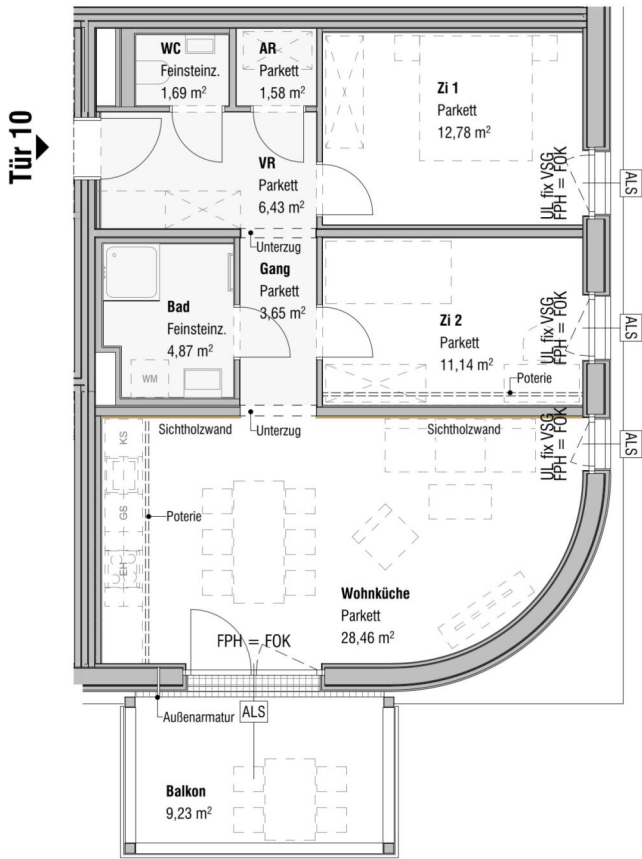 Tür 10
WC
Feinsteinz.
1,69 m²
AR
Parkett
1,58 m²
Zi 1
Parkett
12,78 m²
VR
Parkett
6,43 m²
UL fix VSG
FPH = FOK
ALS
Unterzug
Gang
Parkett
3,65 m²
Bad
Feinsteinz.
4,87 m²
WM
Zi 2
Parkett
11,14 m²
UL fix VSG
FPH = FOK
ALS
Poterie
Sichtholzwand
Unterzug
Sichtholzwand
UL fix VSG
FPH = FOK
ALS
KS
GS
EH
Poterie
Wohnküche
Parkett
28,46 m²
FPH = FOK
Außenarmatur
ALS
Balkon
9,23 m²